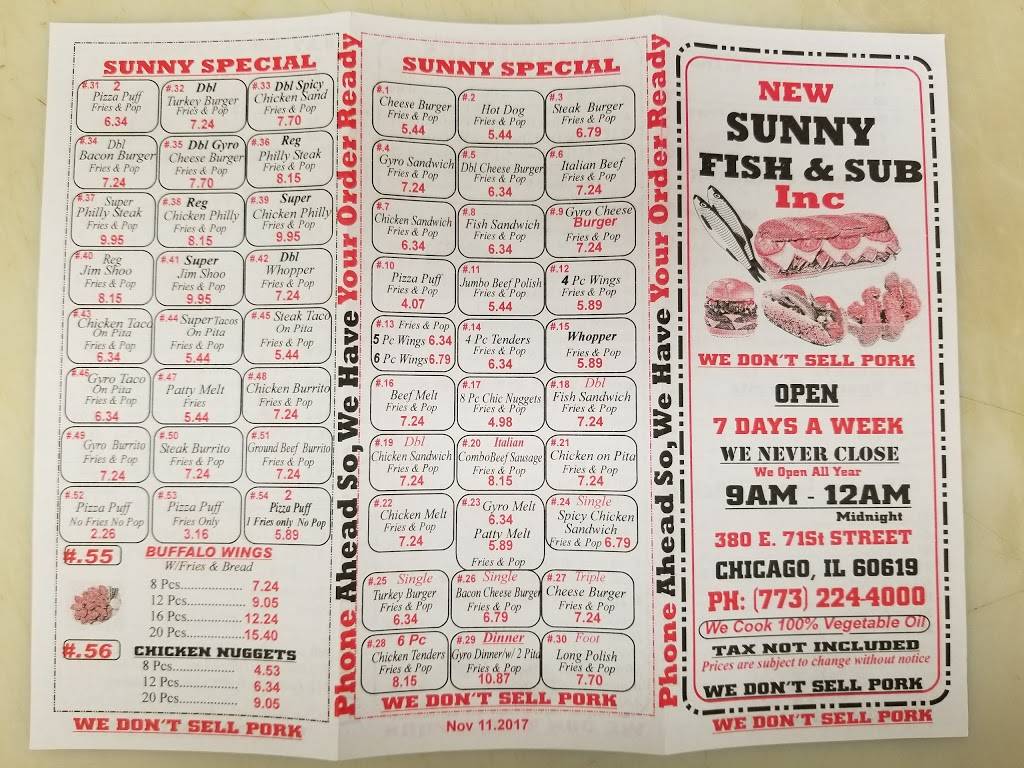 SUNNY SPECIAL
#.31 2
Pizza Puff
Fries & Pop
6.34
#.32 Dbl
Turkey Burger
Fries & Pop
7.24
#.33 Dbl Spicy
Chicken Sand
Fries & Pop
7.70
#.34 Dbl
Bacon Burger
Fries & Pop
7.24
#.35 Dbl Gyro
Cheese Burger
Fries & Pop
7.70
#.36 Reg
Philly Steak
Fries & Pop
8.15
#.37 Super
Philly Steak
Fries & Pop
9.95
#.38 Reg
Chicken Philly
Fries & Pop
8.15
#.39 Super
Chicken Philly
Fries & Pop
9.95
#.40 Reg
Jim Shoo
Fries & Pop
8.15
#.41 Super
Jim Shoo
Fries & Pop
9.95
#.42 Dbl
Whopper
Fries & Pop
7.24
#.43
Chicken Taco
On Pita
Fries & Pop
6.34
#.44 Super Tacos
On Pita
Fries & Pop
5.44
#.45 Steak Taco
On Pita
Fries & Pop
5.44
#.46
Gyro Taco
On Pita
Fries & Pop
6.34
#.47
Patty Melt
Fries
5.44
#.48
Chicken Burrito
Fries & Pop
7.24
#.49
Gyro Burrito
Fries & Pop
7.24
#.50
Steak Burrito
Fries & Pop
7.24
#.51
Ground Beef Burrito
Fries & Pop
7.24
#.52
Pizza Puff
No Fries No Pop
2.26
#.53
Pizza Puff
Fries Only
3.16
#.54 2
Pizza Puff
1 Fries only No Pop
5.89
#.55 BUFFALO WINGS
W/Fries & Bread
8 Pcs.................... 7.24
12 Pcs.................... 9.05
16 Pcs.................... 12.24
20 Pcs.................... 15.40
#.56 CHICKEN NUGGETS
8 Pcs.................... 4.53
12 Pcs.................... 6.34
20 Pcs.................... 9.05
WE DON'T SELL PORK
Phone Ahead So, We Have Your Order Ready
SUNNY SPECIAL
#.1
Cheese Burger
Fries & Pop
5.44
#.2
Hot Dog
Fries & Pop
5.44
#.3
Steak Burger
Fries & Pop
6.79
#.4
Gyro Sandwich
Fries & Pop
7.24
#.5
Dbl Cheese Burger
Fries & Pop
6.34
#.6
Italian Beef
Fries & Pop
7.24
#.7
Chicken Sandwich
Fries & Pop
6.34
#.8
Fish Sandwich
Fries & Pop
6.34
#.9 Gyro Cheese
Burger
Fries & Pop
7.24
#.10
Pizza Puff
Fries & Pop
4.07
#.11
Jumbo Beef Polish
Fries & Pop
5.44
#.12
4 Pc Wings
Fries & Pop
5.89
#.13 Fries & Pop
5 Pc Wings 6.34
6 Pc Wings 6.79
#.14
4 Pc Tenders
Fries & Pop
6.34
#.15
Whopper
Fries & Pop
5.89
#.16
Beef Melt
Fries & Pop
7.24
#.17
8 Pc Chic Nuggets
Fries & Pop
4.98
#.18 Dbl
Fish Sandwich
Fries & Pop
7.24
#.19 Dbl
Chicken Sandwich
Fries & Pop
7.24
#.20 Italian
Combo Beef Sausage
Fries & Pop
8.15
#.21
Chicken on Pita
Fries & Pop
7.24
#.22
Chicken Melt
Fries & Pop
7.24
#.23 Gyro Melt
6.34
Patty Melt
5.89
Fries & Pop
#.24 Single
Spicy Chicken
Sandwich
Fries & Pop 6.79
#.25 Single
Turkey Burger
Fries & Pop
6.34
#.26 Single
Bacon Cheese Burger
Fries & Pop
6.79
#.27 Triple
Cheese Burger
Fries & Pop
7.24
#.28 6 Pc
Chicken Tenders
Fries & Pop
8.15
#.29 Dinner
Gyro Dinner/w/ 2 Pita
Fries & Pop
10.87
#.30 Foot
Long Polish
Fries & Pop
7.70
WE DON'T SELL PORK
Nov 11.2017
Phone Ahead So, We Have Your Order Ready
NEW
SUNNY
FISH & SUB
Inc
WE DON'T SELL PORK
OPEN
7 DAYS A WEEK
WE NEVER CLOSE
We Open All Year
9AM - 12AM
Midnight
380 E. 71St STREET
CHICAGO, IL 60619
PH: (773) 224-4000
We Cook 100% Vegetable Oil
TAX NOT INCLUDED
Prices are subject to change without notice
WE DON'T SELL PORK
WE DON'T SELL PORK